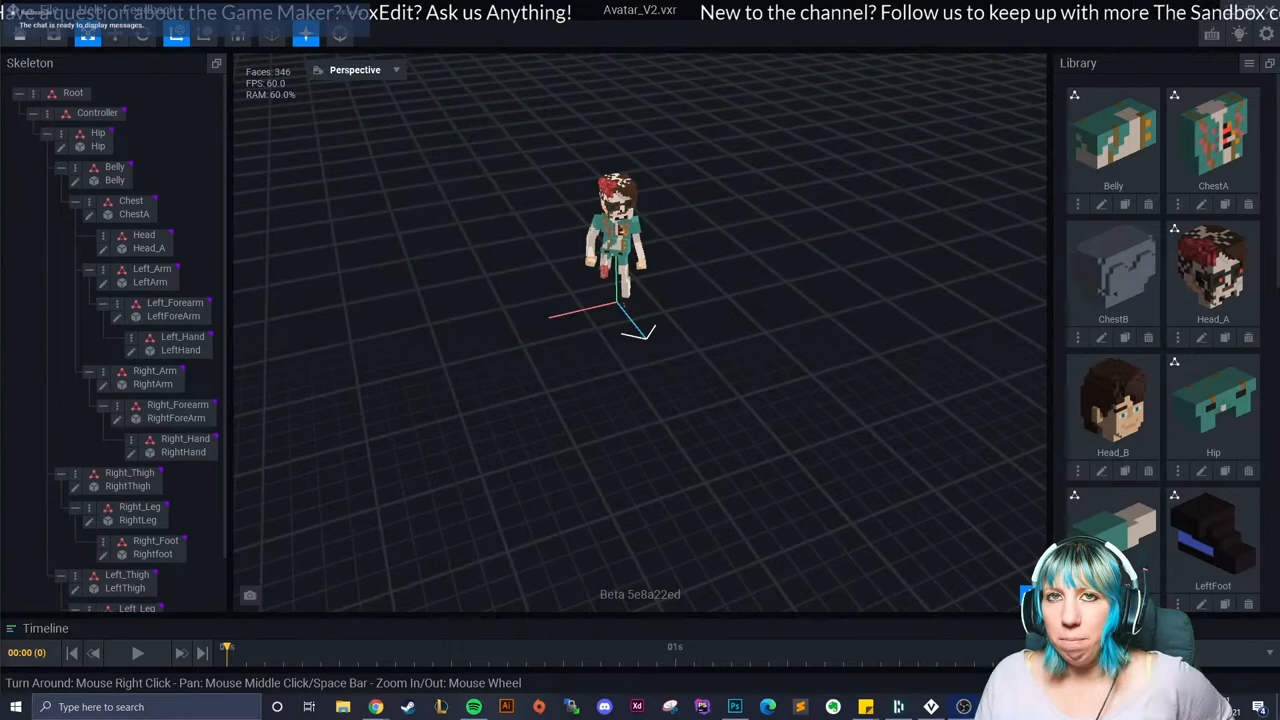 Have a question about the Game Maker? VoxEdit? Ask us Anything!
Avatar_V2.vxr
New to the channel? Follow us to keep up with more The Sandbox
The chat is ready to display messages.
Skeleton
Root
Controller
Hip
Hip
Belly
Belly
Chest
ChestA
Head
Head_A
Left_Arm
LeftArm
Left_Forearm
LeftForeArm
Left_Hand
LeftHand
Right_Arm
RightArm
Right_Forearm
RightForeArm
Right_Hand
RightHand
Right_Thigh
RightThigh
Right_Leg
RightLeg
Right_Foot
Rightfoot
Left_Thigh
LeftThigh
Left_Leg
Faces: 346
FPS: 60.0
RAM: 60.0%
Perspective
Beta 5e8a22ed
Library
Belly
ChestA
ChestB
Head_A
Head_B
Hip
LeftFoot
Timeline
00:00 (0)
01s
Turn Around: Mouse Right Click - Pan: Mouse Middle Click/Space Bar - Zoom In/Out: Mouse Wheel
Type here to search